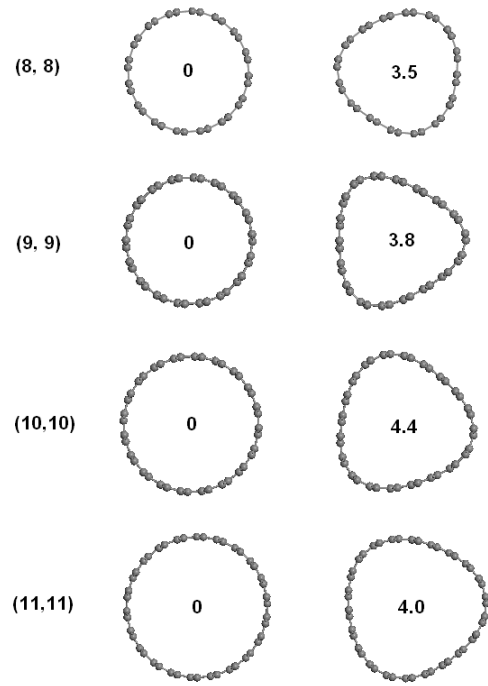 (8, 8) 0 3.5
(9, 9) 0 3.8
(10,10) 0 4.4
(11,11) 0 4.0